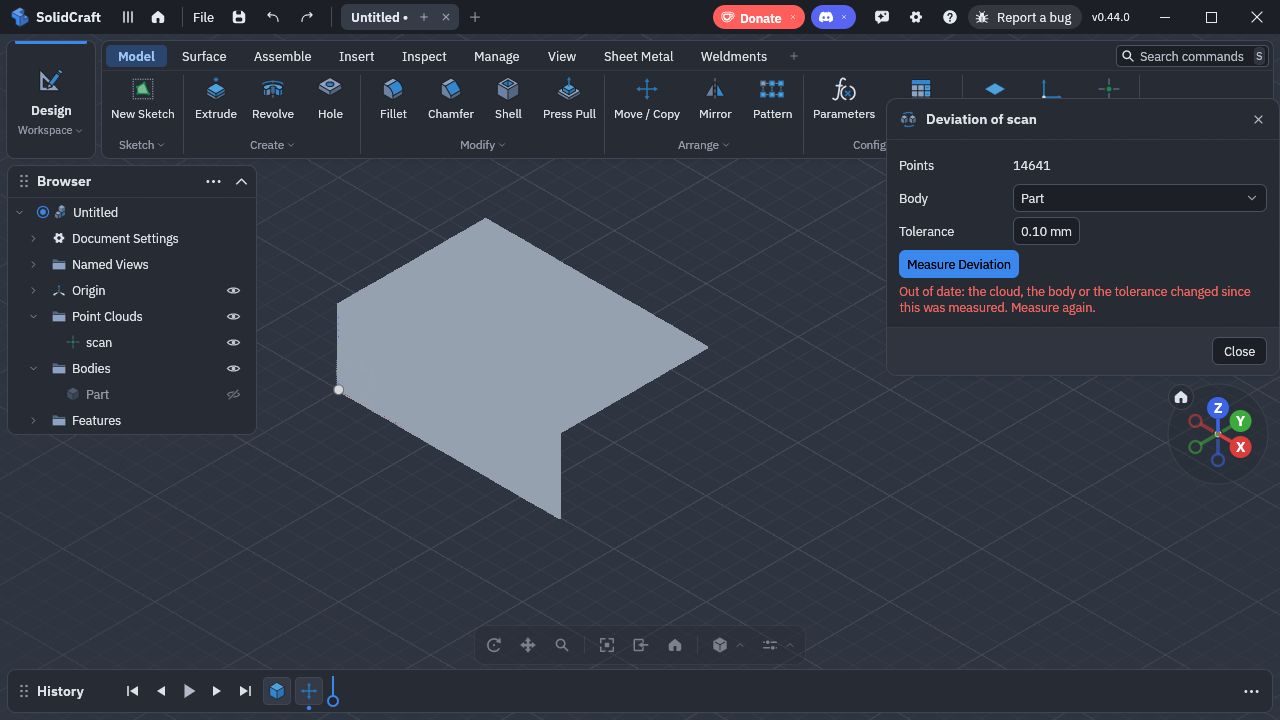 SolidCraft
File
Untitled •
Donate
Report a bug
v0.44.0
Design
Workspace
Model
Surface
Assemble
Insert
Inspect
Manage
View
Sheet Metal
Weldments
Search commands
S
New Sketch
Extrude
Revolve
Hole
Fillet
Chamfer
Shell
Press Pull
Move / Copy
Mirror
Pattern
Parameters
Sketch
Create
Modify
Arrange
Config
Browser
Untitled
Document Settings
Named Views
Origin
Point Clouds
scan
Bodies
Part
Features
Deviation of scan
Points
14641
Body
Part
Tolerance
0.10 mm
Measure Deviation
Out of date: the cloud, the body or the tolerance changed since
this was measured. Measure again.
Close
Z
Y
X
History